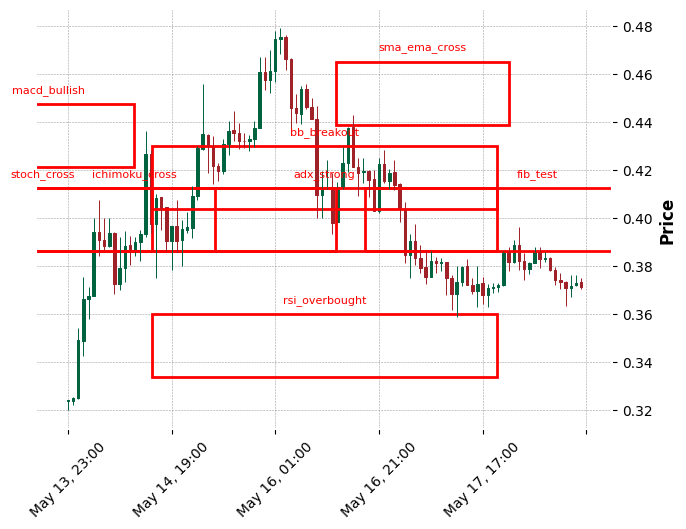 0.48
sma_ema_cross
0.46
macd_bullish
0.44
bb_breakout
0.42
stoch_cross
ichimoku_cross
adx_strong
fib_test
0.40
Price
0.38
rsi_overbought
0.36
0.34
0.32
May 13, 23:00
May 14, 19:00
May 16, 01:00
May 16, 21:00
May 17, 17:00